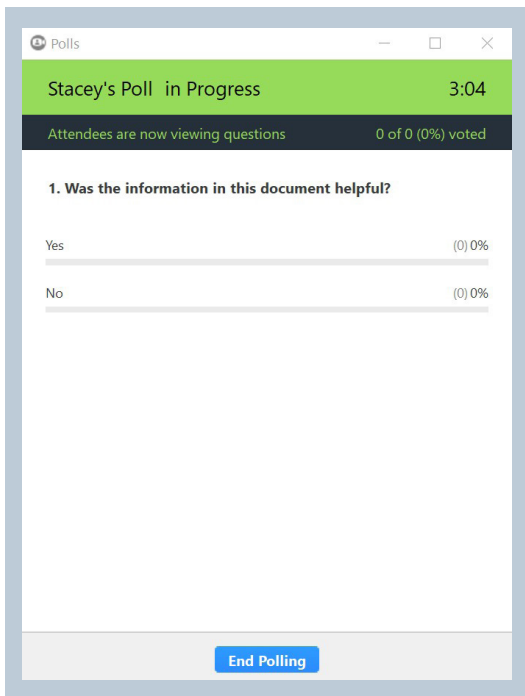 Polls
Stacey's Poll in Progress 3:04
Attendees are now viewing questions 0 of 0 (0%) voted
1. Was the information in this document helpful?
Yes (0) 0%
No (0) 0%
End Polling